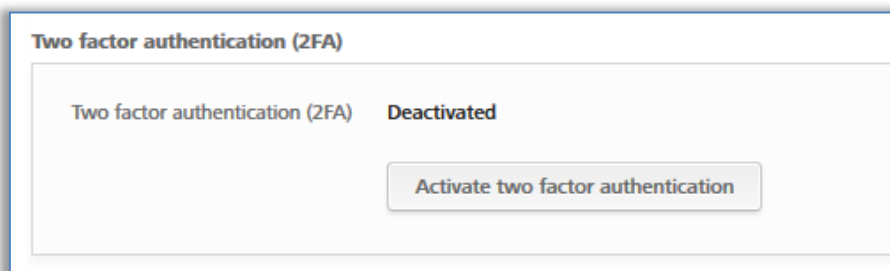 Two factor authentication (2FA)
Two factor authentication (2FA) Deactivated
Activate two factor authentication